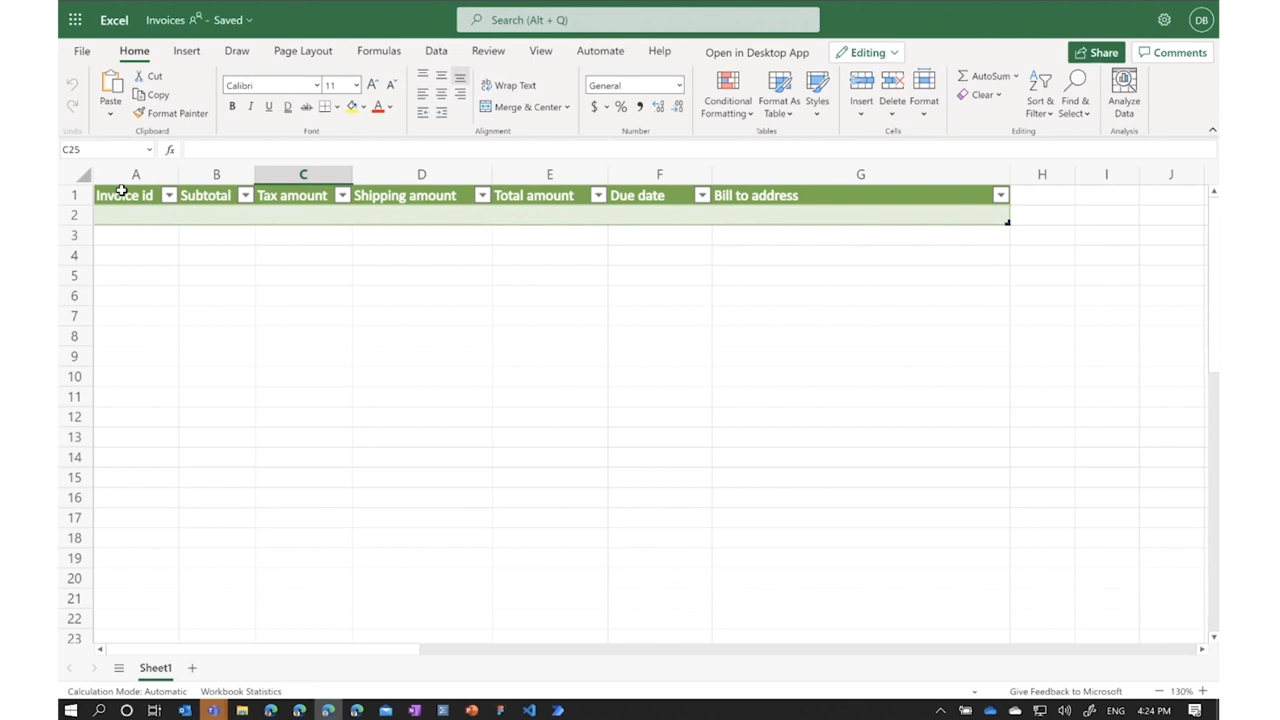 Excel Invoices - Saved Search (Alt + Q) DB
File Home Insert Draw Page Layout Formulas Data Review View Automate Help Open in Desktop App Editing Share Comments
Paste Cut Calibri 11 A^ Aˇ Wrap Text General Conditional Format As Styles Insert Delete Format AutoSum Sort & Find & Analyze
Copy B I U D ab A Merge & Center $ % Formatting Table Clear Filter Select Data
Format Painter
Undo Clipboard Font Alignment Number Tables Cells Editing Analysis
C25 fx
A B C D E F G H I J
1 Invoice id Subtotal Tax amount Shipping amount Total amount Due date Bill to address
2
3
4
5
6
7
8
9
10
11
12
13
14
15
16
17
18
19
20
21
22
23
Sheet1
Calculation Mode: Automatic Workbook Statistics Give Feedback to Microsoft 130%
ENG 4:24 PM